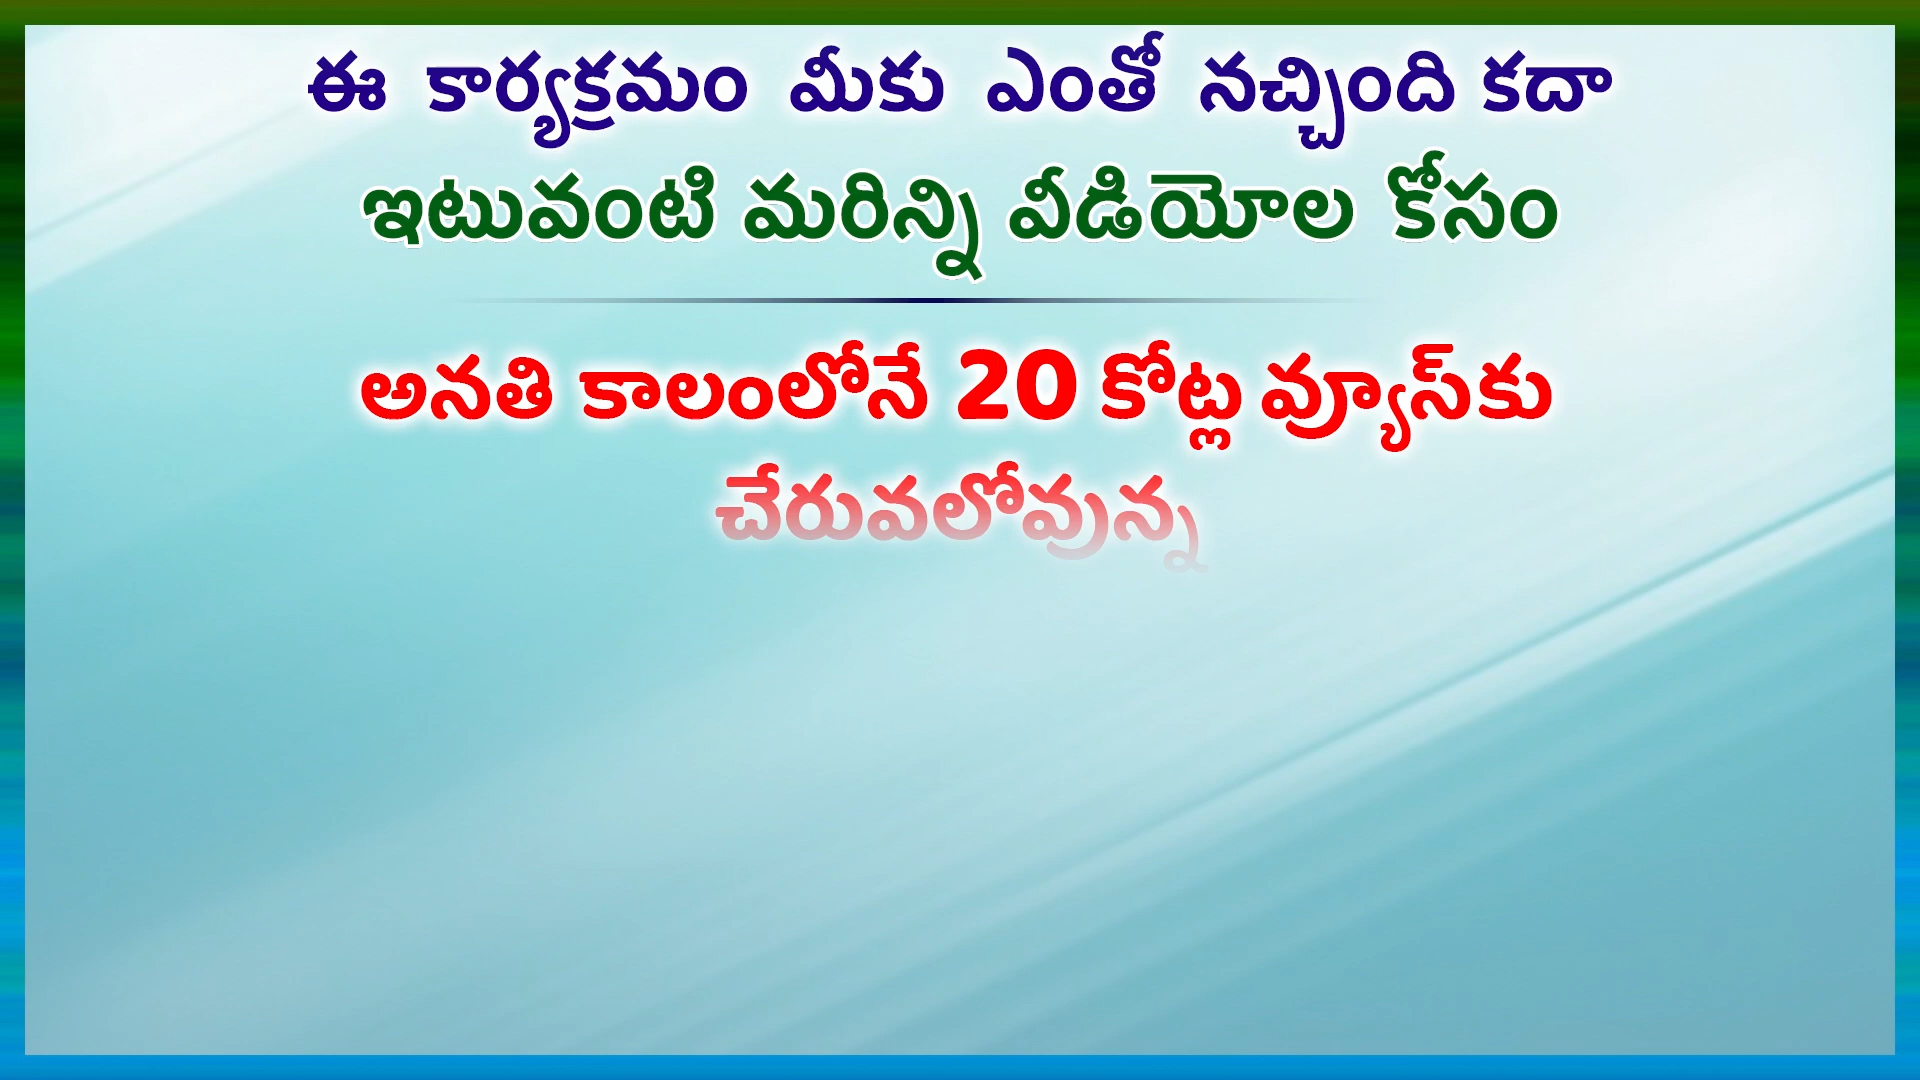 ఈ కార్యక్రమం మీకు ఎంతో నచ్చింది కదా
ఇటువంటి మరిన్ని వీడియోల కోసం
అనతి కాలంలోనే 20 కోట్ల వ్యూస్‌కు
చేరువలోవున్న